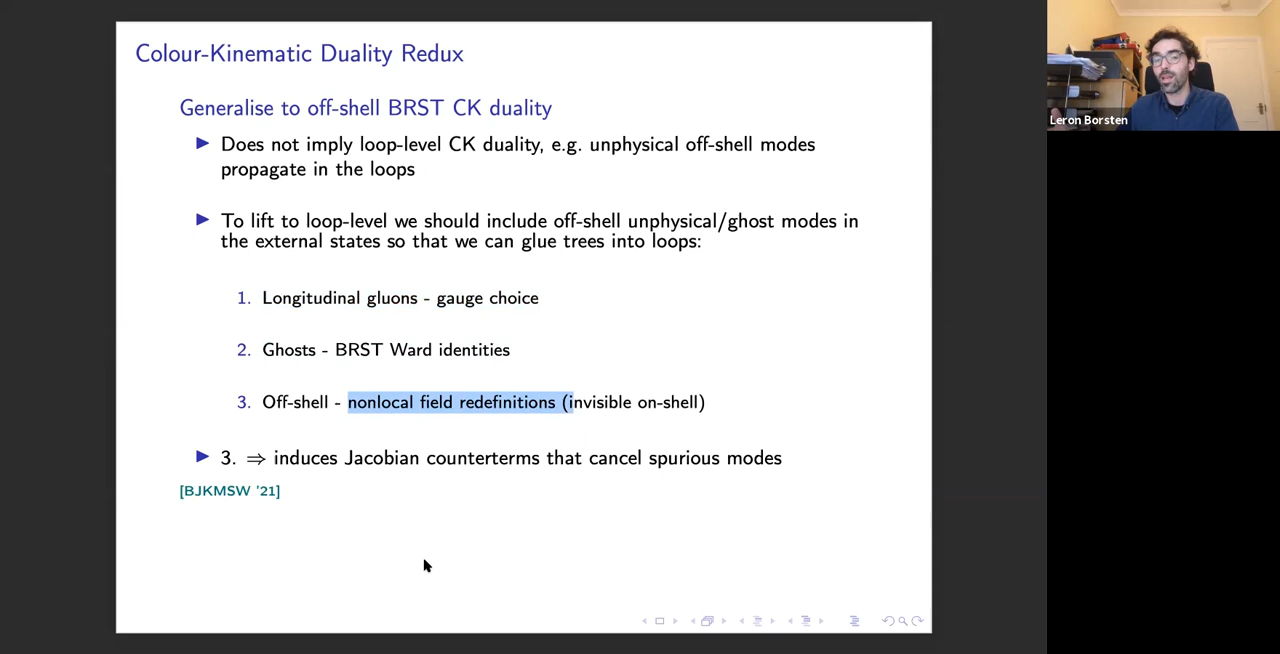 Colour-Kinematic Duality Redux
Generalise to off-shell BRST CK duality
Does not imply loop-level CK duality, e.g. unphysical off-shell modes
propagate in the loops
To lift to loop-level we should include off-shell unphysical/ghost modes in
the external states so that we can glue trees into loops:
1. Longitudinal gluons - gauge choice
2. Ghosts - BRST Ward identities
3. Off-shell - nonlocal field redefinitions (invisible on-shell)
3. ⇒ induces Jacobian counterterms that cancel spurious modes
[BJKMSW '21]
Leron Borsten